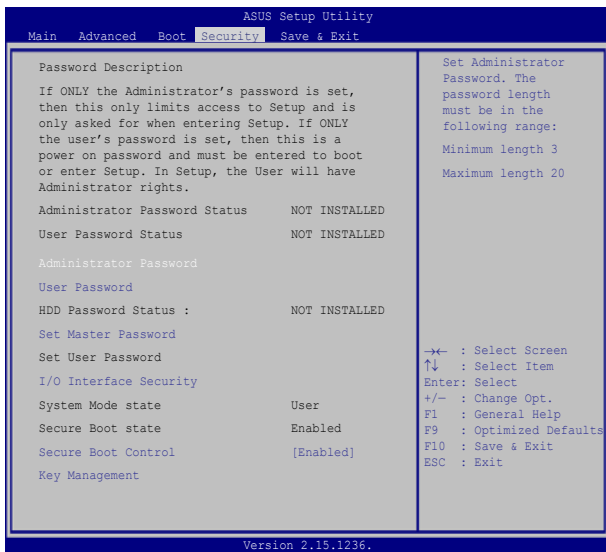 ASUS Setup Utility
Main Advanced Boot Security Save & Exit
Password Description
If ONLY the Administrator's password is set,
then this only limits access to Setup and is
only asked for when entering Setup. If ONLY
the user's password is set, then this is a
power on password and must be entered to boot
or enter Setup. In Setup, the User will have
Administrator rights.
Administrator Password Status NOT INSTALLED
User Password Status NOT INSTALLED
Administrator Password
User Password
HDD Password Status : NOT INSTALLED
Set Master Password
Set User Password
I/O Interface Security
System Mode state User
Secure Boot state Enabled
Secure Boot Control [Enabled]
Key Management
Set Administrator
Password. The
password length
must be in the
following range:
Minimum length 3
Maximum length 20
→← : Select Screen
↑↓ : Select Item
Enter: Select
+/— : Change Opt.
F1 : General Help
F9 : Optimized Defaults
F10 : Save & Exit
ESC : Exit
Version 2.15.1236.